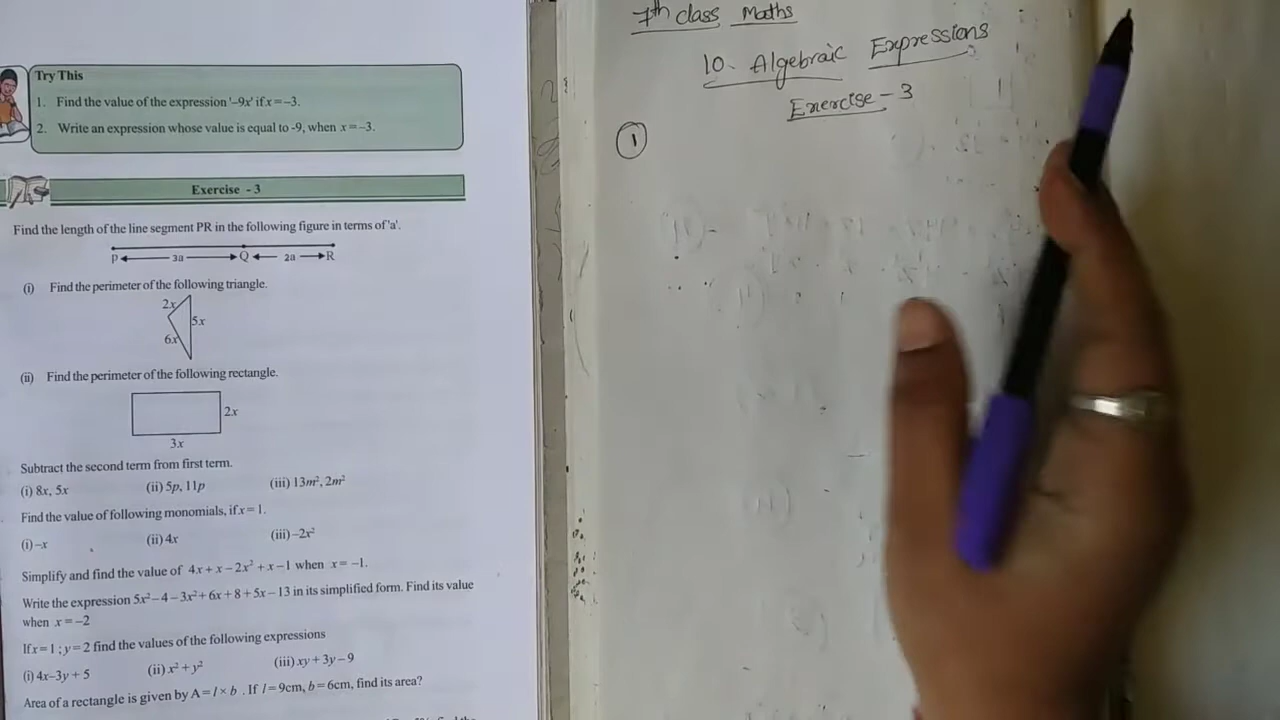 Try This
1. Find the value of the expression '–9x' if x = –3.
2. Write an expression whose value is equal to -9, when x = –3.
Exercise - 3
Find the length of the line segment PR in the following figure in terms of 'a'.
P 3a Q 2a R
(i) Find the perimeter of the following triangle.
2x
5x
6x
(ii) Find the perimeter of the following rectangle.
2x
3x
Subtract the second term from first term.
(i) 8x, 5x (ii) 5p, 11p (iii) 13m², 2m²
Find the value of following monomials, if x = 1.
(i) –x (ii) 4x (iii) –2x²
Simplify and find the value of 4x + x – 2x² + x – 1 when x = –1.
Write the expression 5x² – 4 – 3x² + 6x + 8 + 5x – 13 in its simplified form. Find its value
when x = –2
If x = 1 ; y = 2 find the values of the following expressions
(i) 4x–3y + 5 (ii) x² + y² (iii) xy + 3y – 9
Area of a rectangle is given by A = l × b . If l = 9cm, b = 6cm, find its area?
7th class Maths
10. Algebraic Expressions
Exercise - 3
1